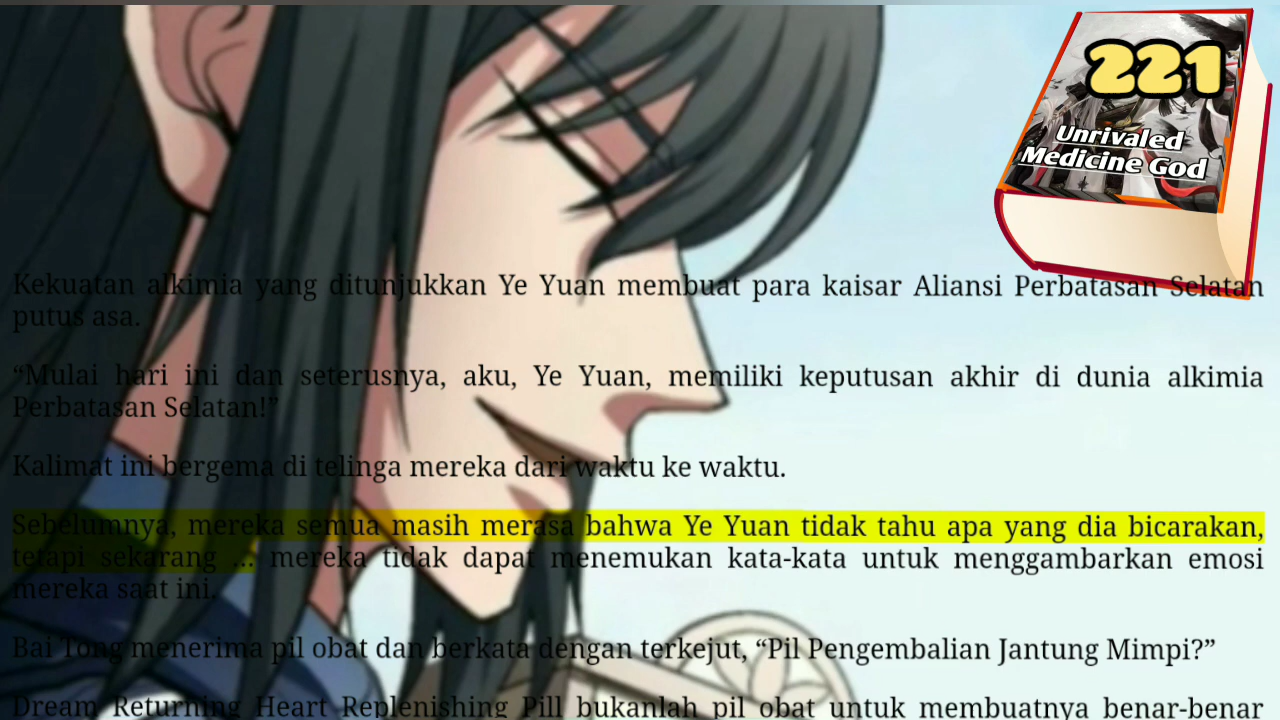 221
Unrivaled
Medicine God
Kekuatan alkimia yang ditunjukkan Ye Yuan membuat para kaisar Aliansi Perbatasan Selatan
putus asa.
“Mulai hari ini dan seterusnya, aku, Ye Yuan, memiliki keputusan akhir di dunia alkimia
Perbatasan Selatan!”
Kalimat ini bergema di telinga mereka dari waktu ke waktu.
Sebelumnya, mereka semua masih merasa bahwa Ye Yuan tidak tahu apa yang dia bicarakan,
tetapi sekarang ... mereka tidak dapat menemukan kata-kata untuk menggambarkan emosi
mereka saat ini.
Bai Tong menerima pil obat dan berkata dengan terkejut, “Pil Pengembalian Jantung Mimpi?”
Dream Returning Heart Replenishing Pill bukanlah pil obat untuk membuatnya benar-benar